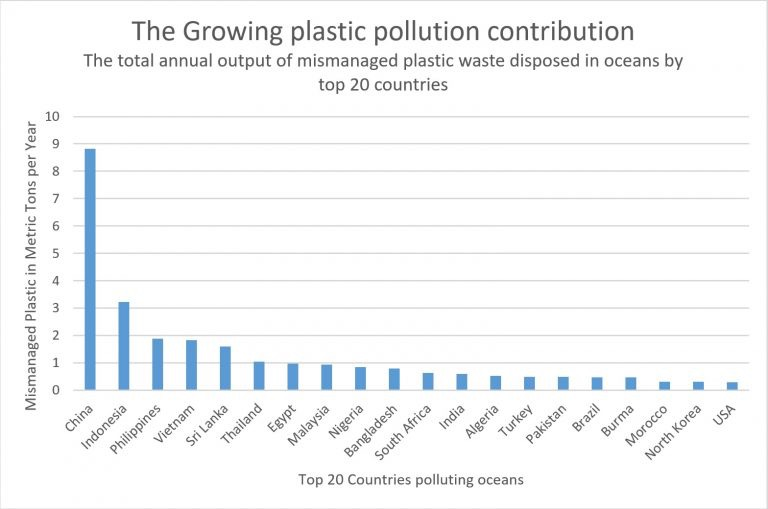 The Growing plastic pollution contribution
The total annual output of mismanaged plastic waste disposed in oceans by
top 20 countries
Mismanaged Plastic in Metric Tons per Year
10
9
8
7
6
5
4
3
2
1
0
China
Indonesia
Philippines
Vietnam
Sri Lanka
Thailand
Egypt
Malaysia
Nigeria
Bangladesh
South Africa
India
Algeria
Turkey
Pakistan
Brazil
Burma
Morocco
North Korea
USA
Top 20 Countries polluting oceans